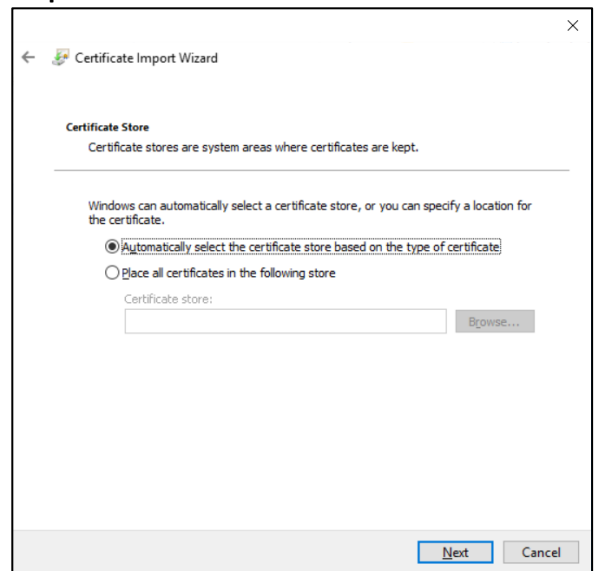 Certificate Import Wizard
Certificate Store
Certificate stores are system areas where certificates are kept.
Windows can automatically select a certificate store, or you can specify a location for
the certificate.
Automatically select the certificate store based on the type of certificate
Place all certificates in the following store
Certificate store:
Browse...
Next Cancel